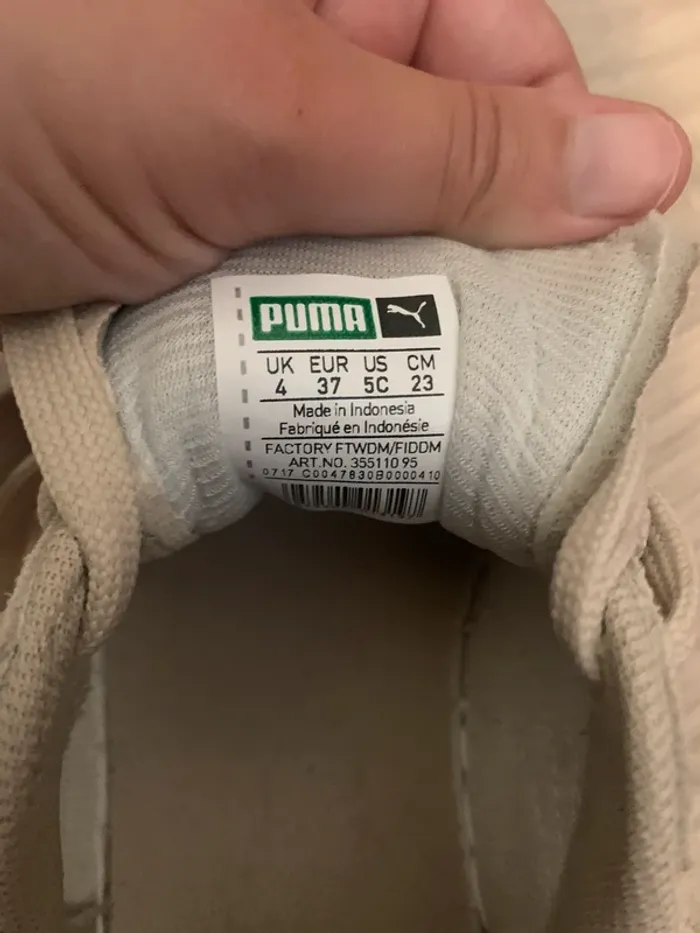 PUMA
UK EUR US CM
4 37 5C 23
Made in Indonesia
Fabriqué en Indonésie
FACTORY FTWDM/FIDDM
ART.NO. 355110 95
0717 C0047830B0000410